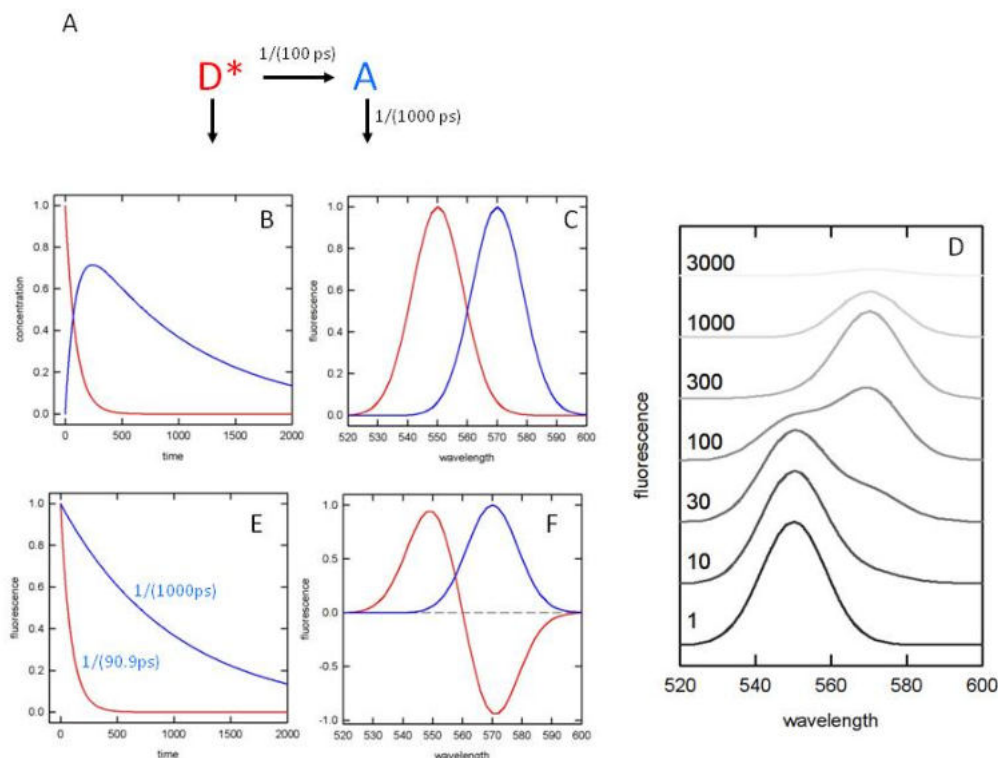 A
1/(100 ps)
D* A
1/(1000 ps)
B
1.0
0.8
0.6
0.4
0.2
0.0
concentration
0 500 1000 1500 2000
time
C
1.0
0.8
0.6
0.4
0.2
0.0
fluorescence
520 530 540 550 560 570 580 590 600
wavelength
D
3000
1000
300
100
30
10
1
fluorescence
520 540 560 580 600
wavelength
E
1.0
0.8
0.6
0.4
0.2
0.0
fluorescence
1/(1000ps)
1/(90.9ps)
0 500 1000 1500 2000
time
F
1.0
0.5
0.0
-0.5
-1.0
520 530 540 550 560 570 580 590 600
wavelength